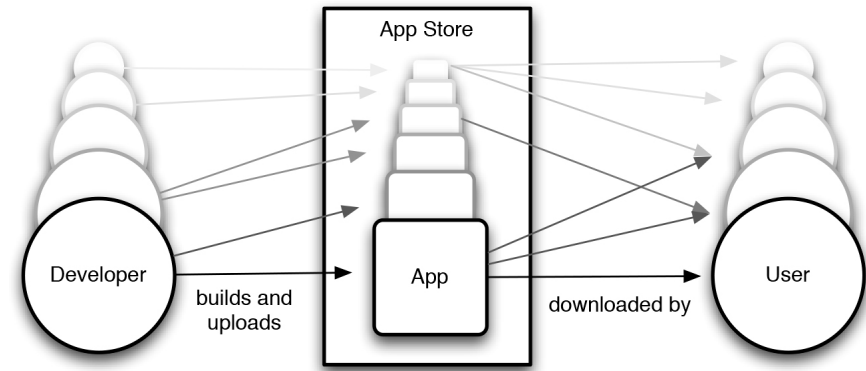 App Store
Developer
builds and
uploads
App
downloaded by
User